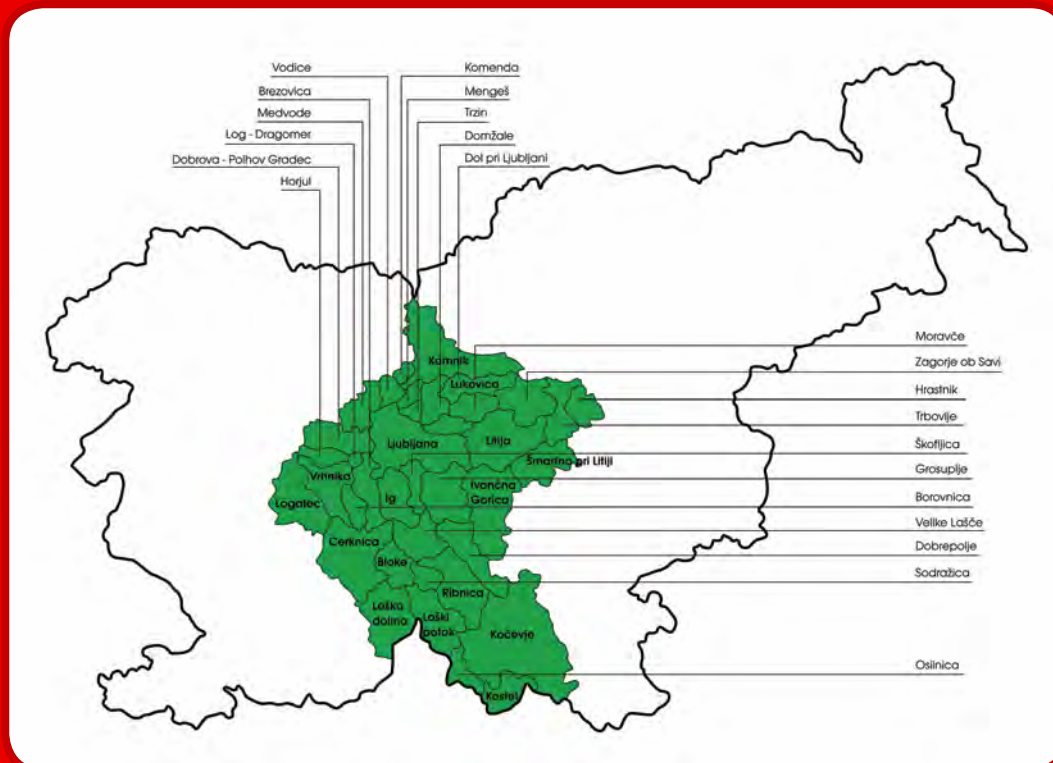 Vodice
Brezovica
Medvode
Log - Dragomer
Dobrova - Polhov Gradec
Horjul
Komenda
Mengeš
Trzin
Domžale
Dol pri Ljubljani
Kamnik
Lukovica
Ljubljana
Litija
Šmartno pri Litiji
Vrhnika
Ivančna
Gorica
Ig
Logatec
Cerknica
Bloke
Ribnica
Loška
dolina
Loški
potok
Kočevje
Kostel
Moravče
Zagorje ob Savi
Hrastnik
Trbovlje
Škofljica
Grosuplje
Borovnica
Velike Lašče
Dobrepolje
Sodražica
Osilnica